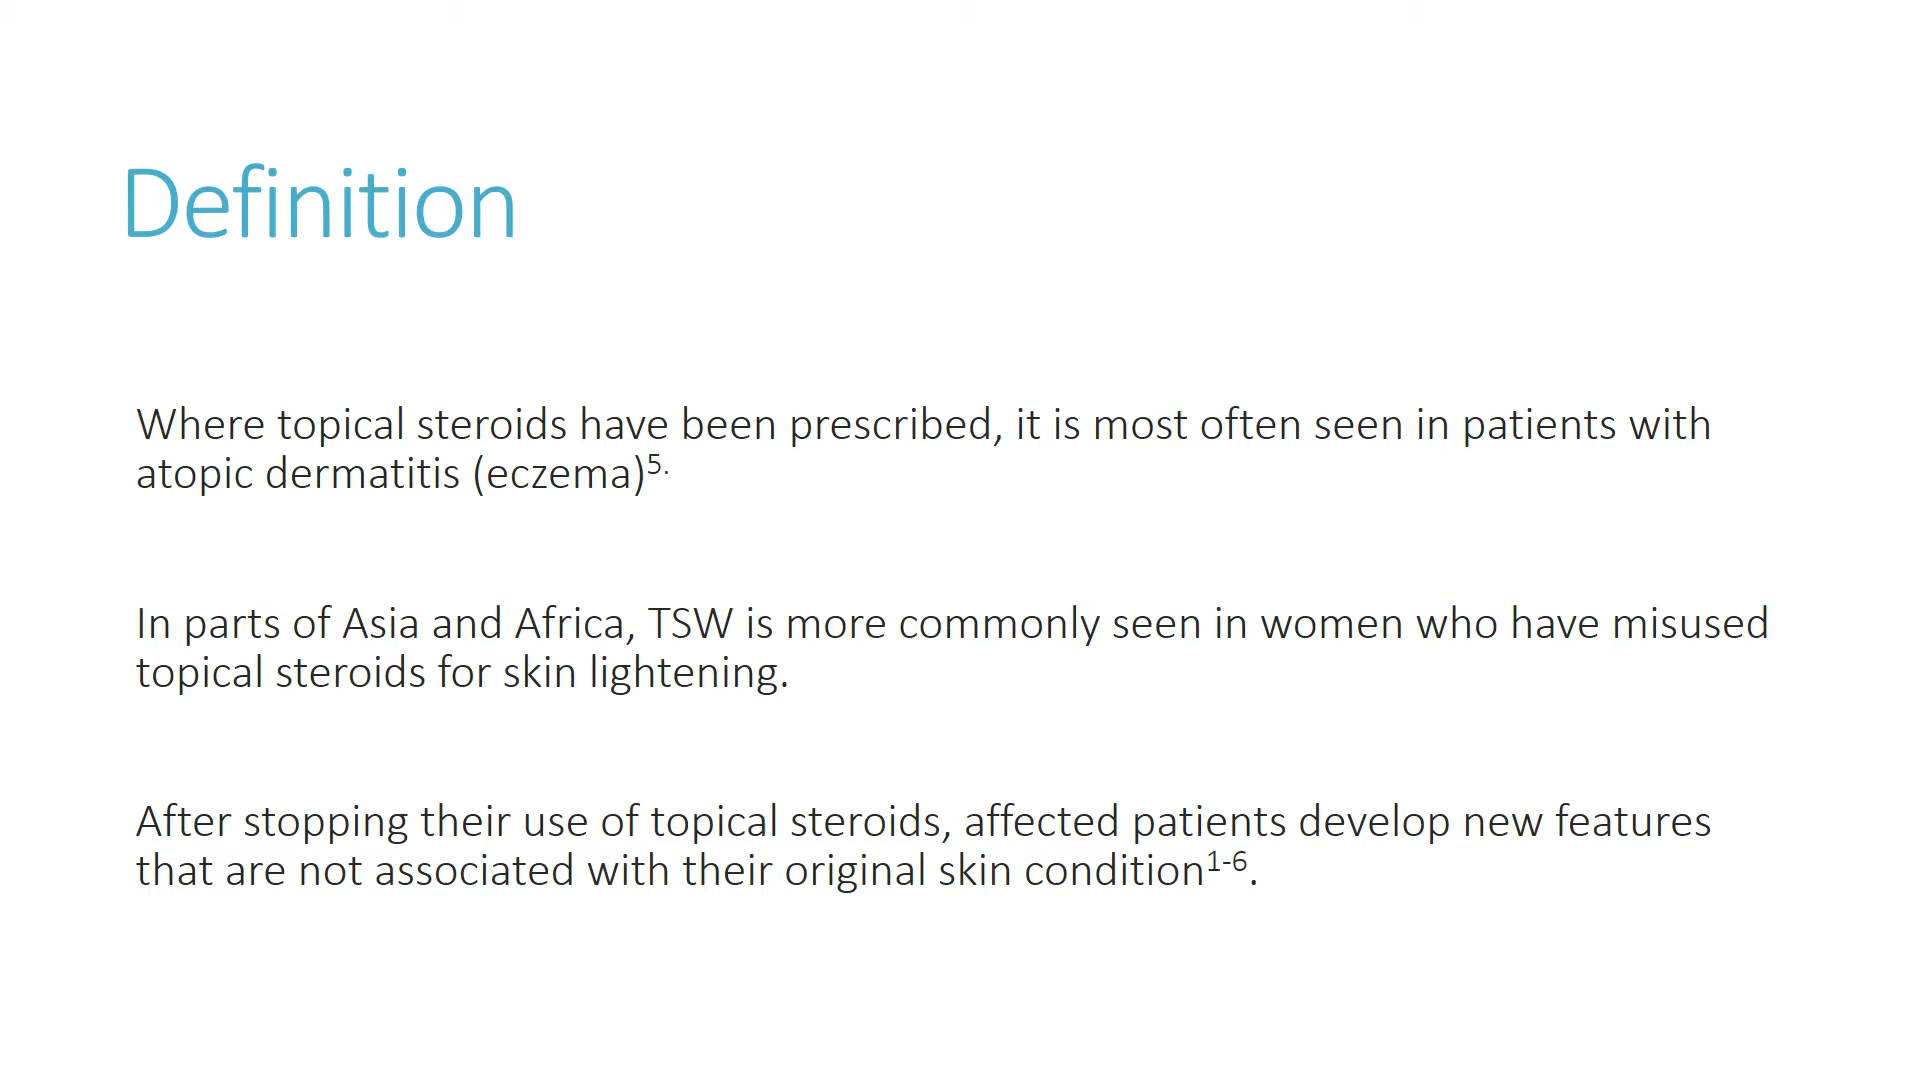 Definition
Where topical steroids have been prescribed, it is most often seen in patients with
atopic dermatitis (eczema)5.
In parts of Asia and Africa, TSW is more commonly seen in women who have misused
topical steroids for skin lightening.
After stopping their use of topical steroids, affected patients develop new features
that are not associated with their original skin condition1-6.